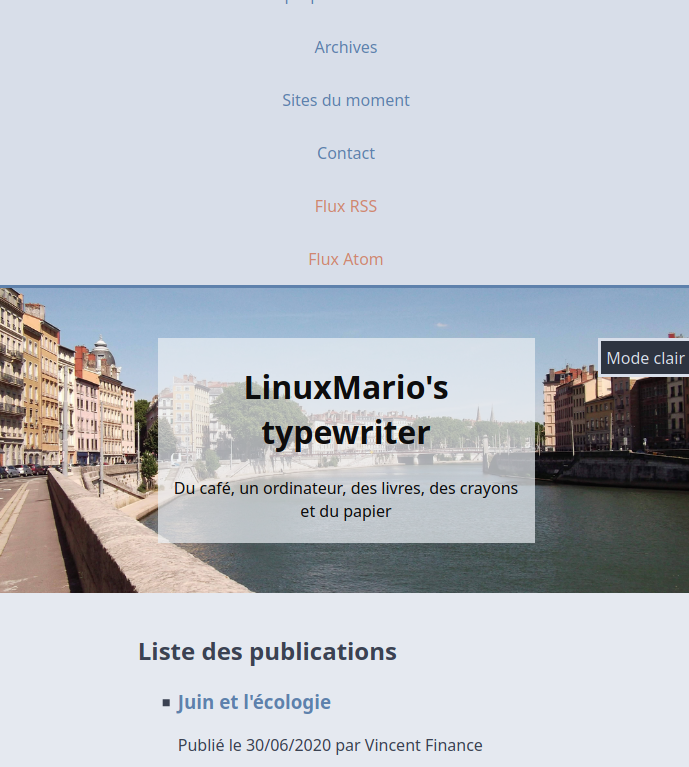 Archives
Sites du moment
Contact
Flux RSS
Flux Atom
Mode clair
LinuxMario's
typewriter
Du café, un ordinateur, des livres, des crayons
et du papier
Liste des publications
Juin et l'écologie
Publié le 30/06/2020 par Vincent Finance